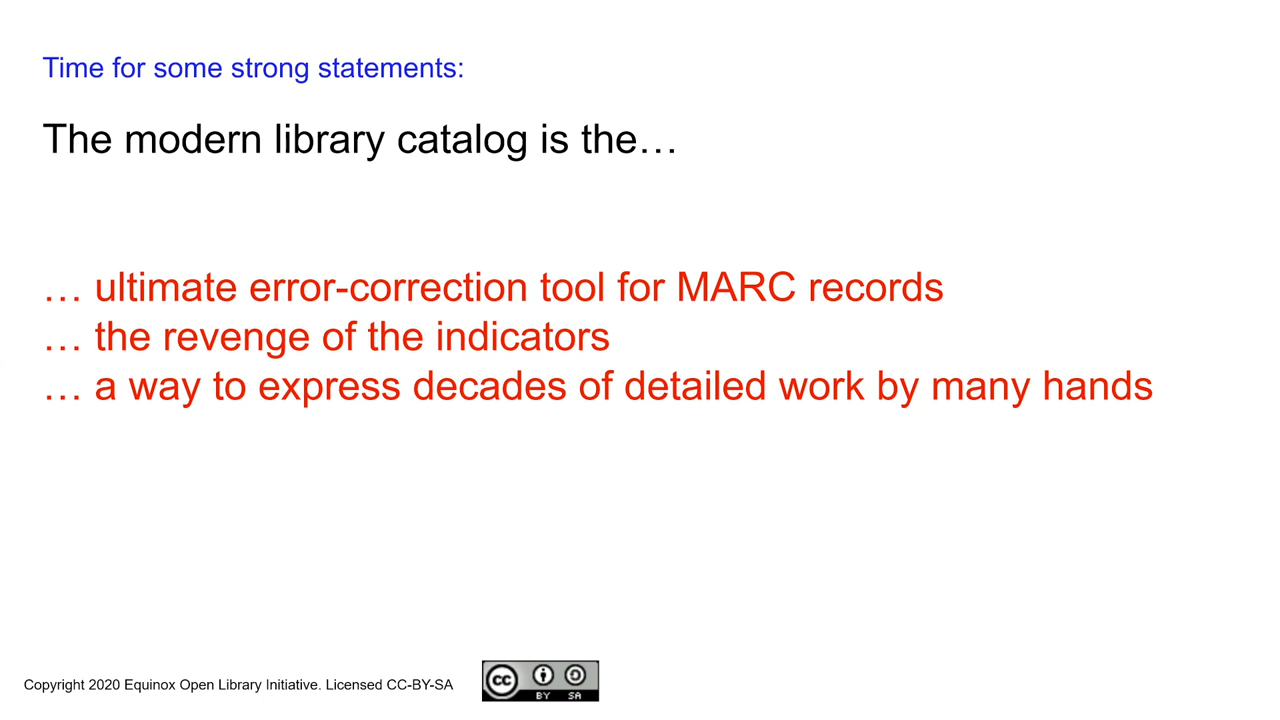 Time for some strong statements:
The modern library catalog is the…
… ultimate error-correction tool for MARC records
… the revenge of the indicators
… a way to express decades of detailed work by many hands
Copyright 2020 Equinox Open Library Initiative. Licensed CC-BY-SA
cc
BY SA